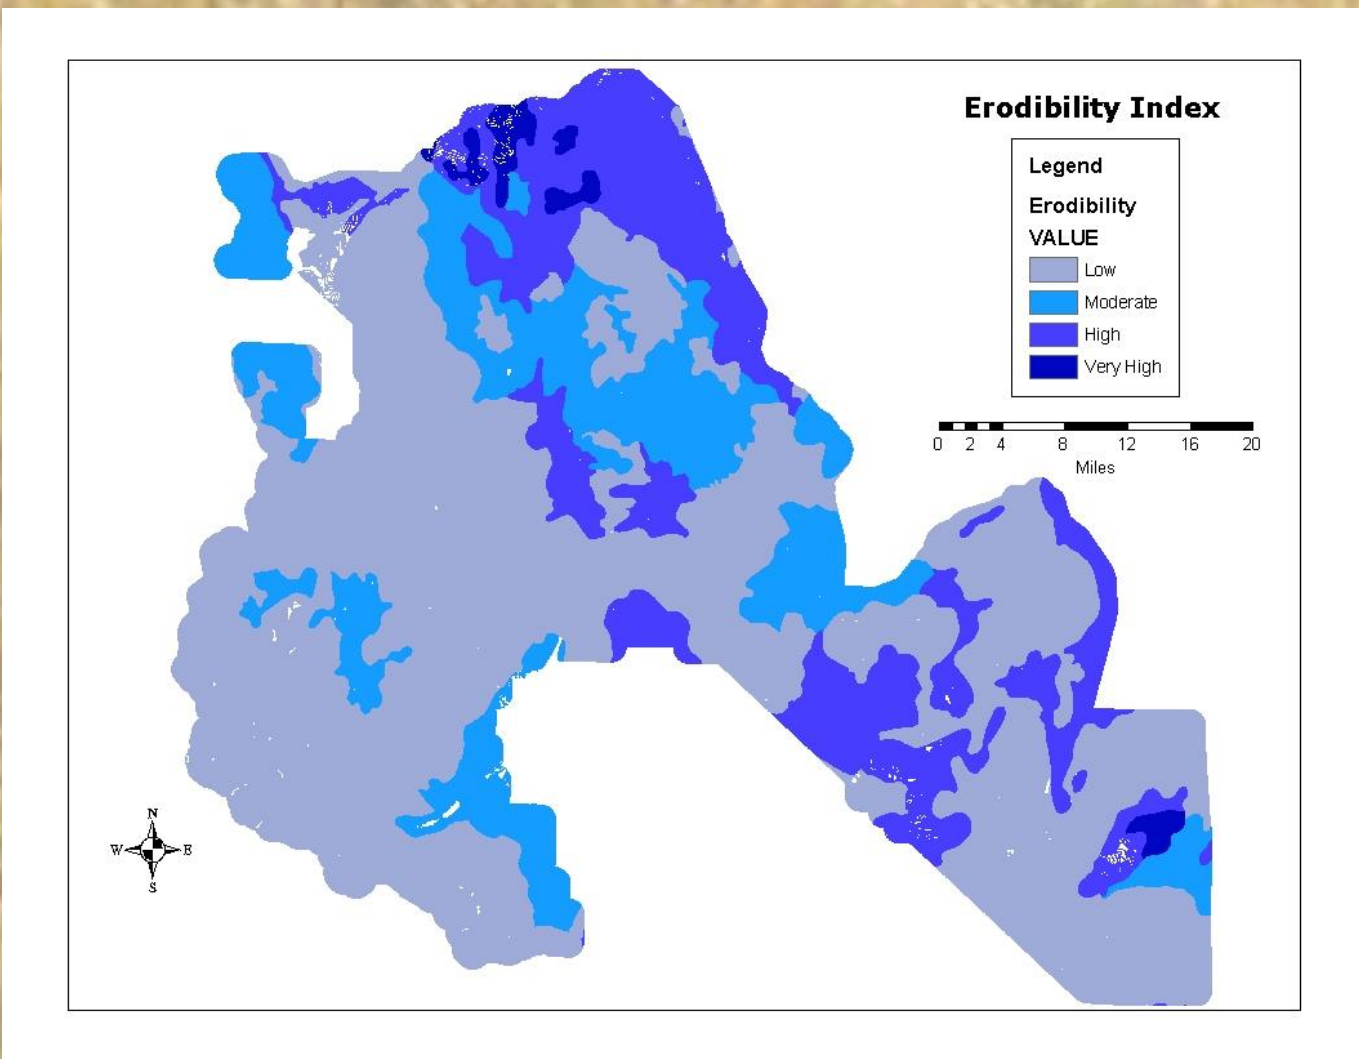 Erodibility Index
Legend
Erodibility
VALUE
Low
Moderate
High
Very High
0 2 4 8 12 16 20
Miles
N
W E
S